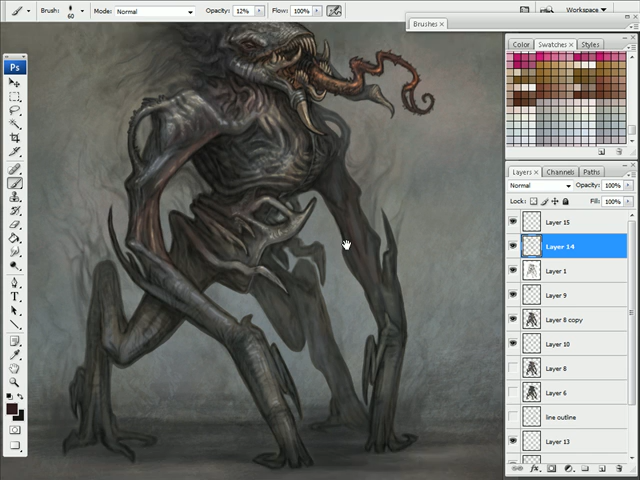 Brush: 60 Mode: Normal Opacity: 12% Flow: 100% Workspace
Brushes ×
Ps
Color Swatches × Styles
Layers × Channels Paths
Normal Opacity: 100%
Lock: Fill: 100%
Layer 15
Layer 14
Layer 1
Layer 9
Layer 8 copy
Layer 10
Layer 8
Layer 6
line outline
Layer 13